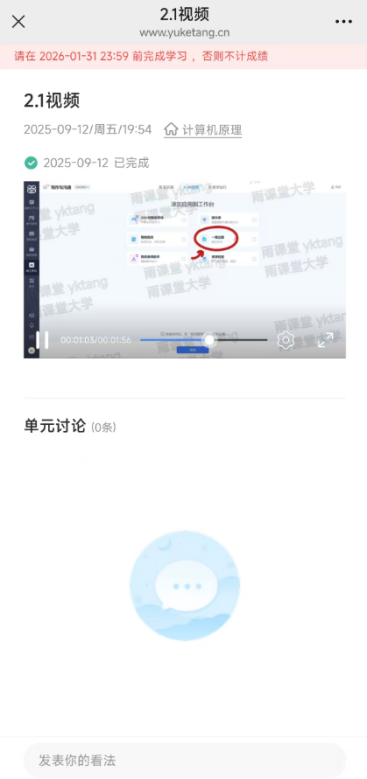 2.1视频
www.yuketang.cn
请在 2026-01-31 23:59 前完成学习，否则不计成绩
2.1视频
2025-09-12/周五/19:54 计算机原理
2025-09-12 已完成
雨课堂 yktang
雨课堂大学
00:01:03/00:01:56
单元讨论 (0条)
发表你的看法